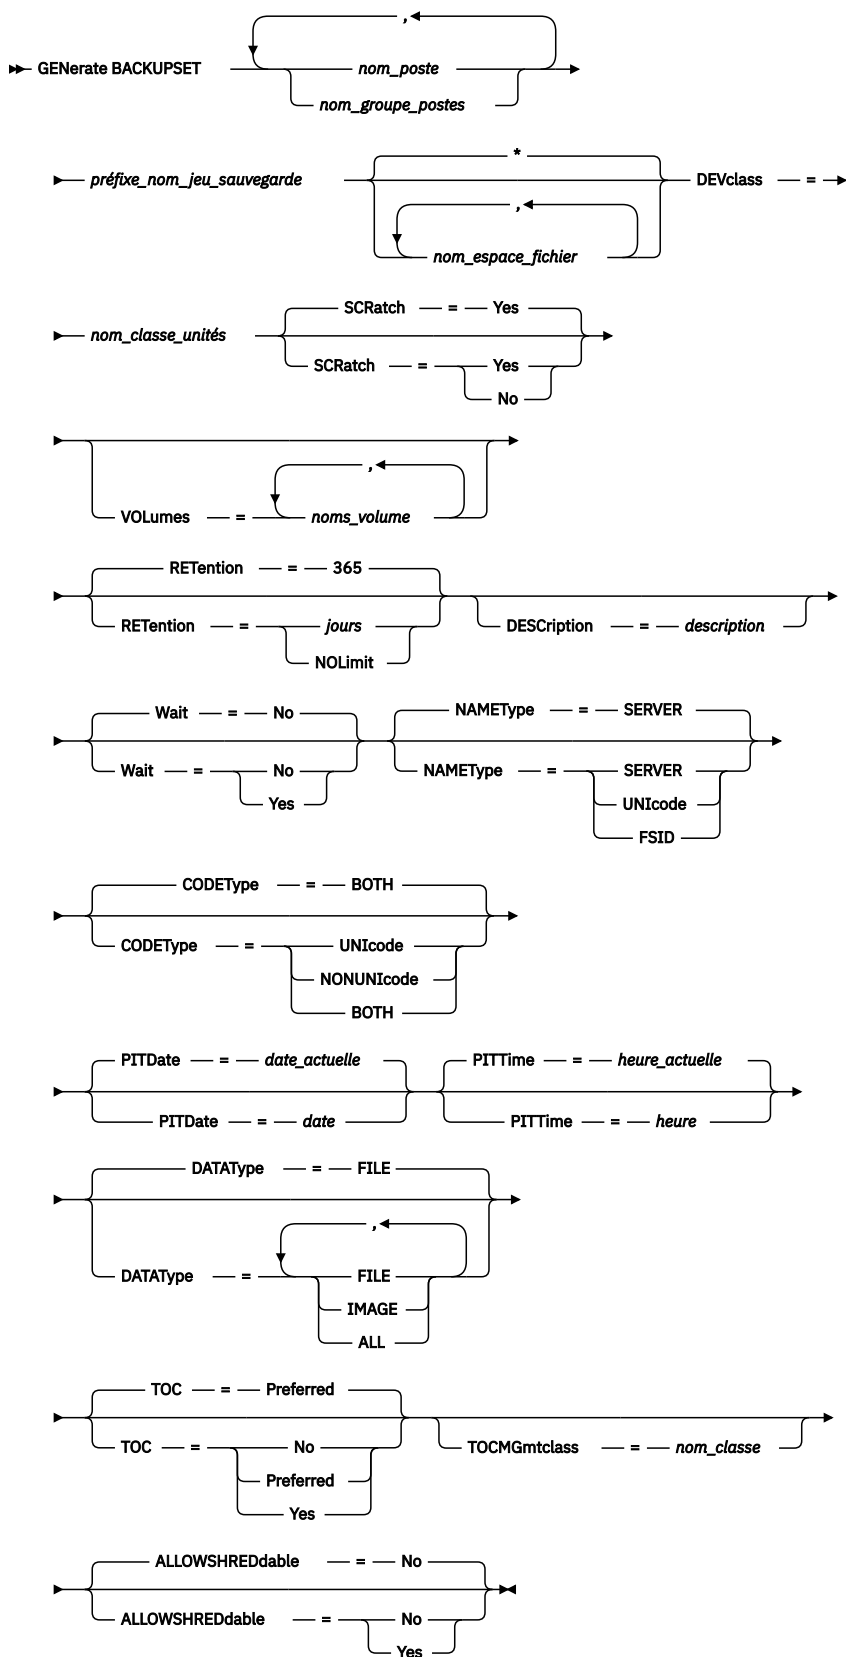 ,
GENerate BACKUPSET nom_poste
nom_groupe_postes
*
préfixe_nom_jeu_sauvegarde DEVclass =
,
nom_espace_fichier
SCRatch = Yes
nom_classe_unités
SCRatch = Yes
No
,
VOLumes = noms_volume
RETention = 365
RETention = jours
NOLimit
DESCription = description
Wait = No
Wait = No
Yes
NAMEType = SERVER
NAMEType = SERVER
UNIcode
FSID
CODEType = BOTH
CODEType = UNIcode
NONUNIcode
BOTH
PITDate = date_actuelle
PITDate = date
PITTime = heure_actuelle
PITTime = heure
DATAType = FILE
,
DATAType = FILE
IMAGE
ALL
TOC = Preferred
TOC = No
Preferred
Yes
TOCMGmtclass = nom_classe
ALLOWSHREDdable = No
ALLOWSHREDdable = No
Yes